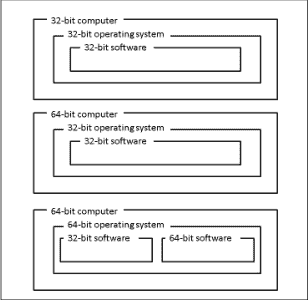 32-bit computer
32-bit operating system
32-bit software
64-bit computer
32-bit operating system
32-bit software
64-bit computer
64-bit operating system
32-bit software 64-bit software